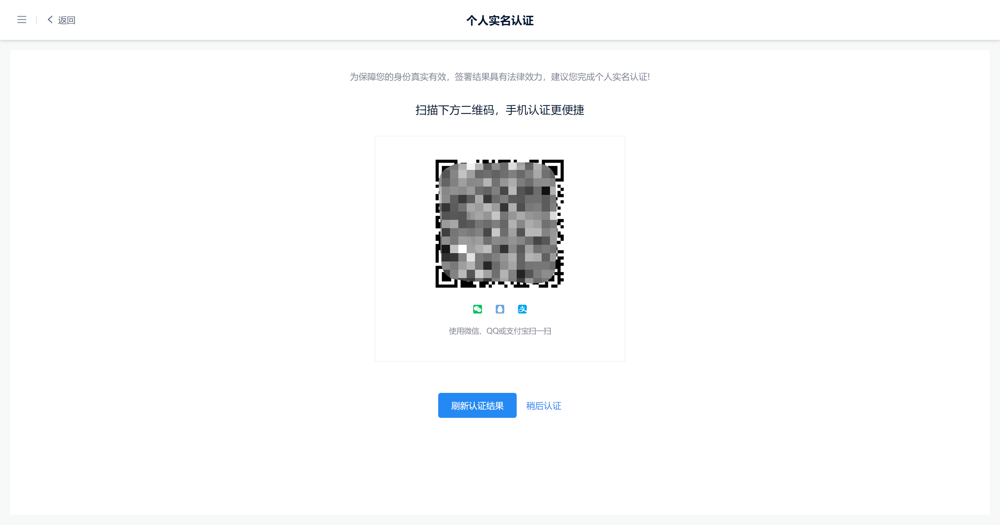 返回
个人实名认证
为保障您的身份真实有效，签署结果具有法律效力，建议您完成个人实名认证!
扫描下方二维码，手机认证更便捷
支
使用微信、QQ或支付宝扫一扫
刷新认证结果
稍后认证